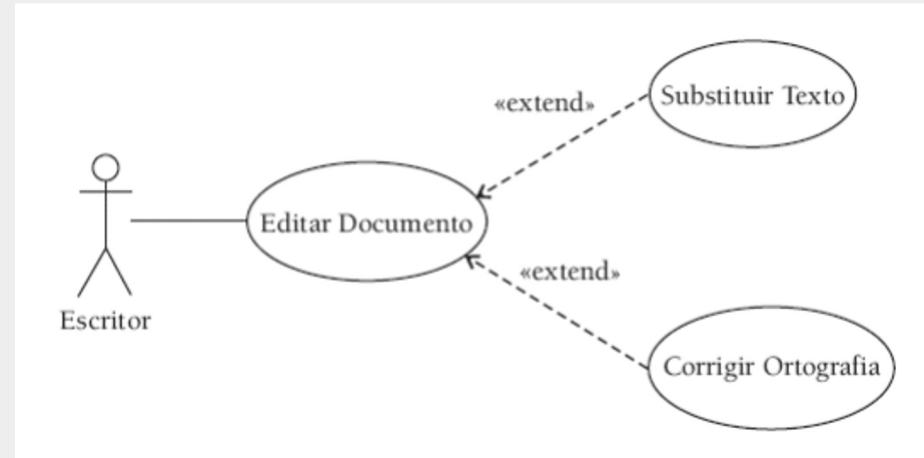 «extend»
Substituir Texto
Editar Documento
«extend»
Escritor
Corrigir Ortografia